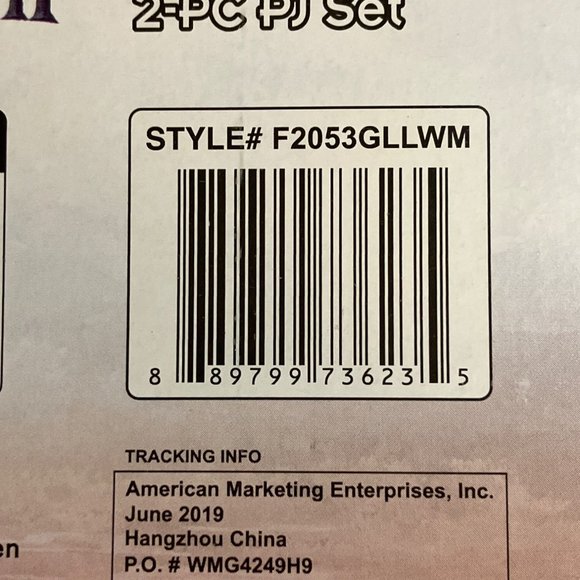 2-PC PJ Set
STYLE# F2053GLLWM
8 89799 73623 5
TRACKING INFO
American Marketing Enterprises, Inc.
June 2019
Hangzhou China
P.O. # WMG4249H9